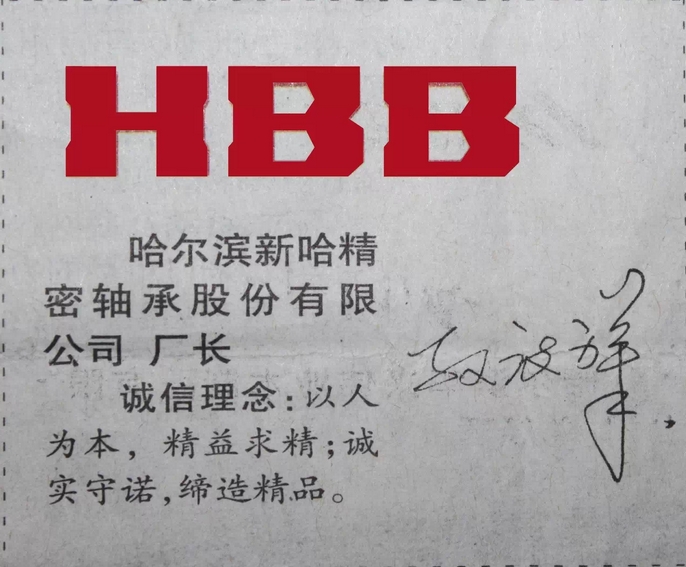 HBB
哈尔滨新哈精
密轴承股份有限
公司 厂长
诚信理念:以人
为本，精益求精;诚
实守诺,缔造精品。